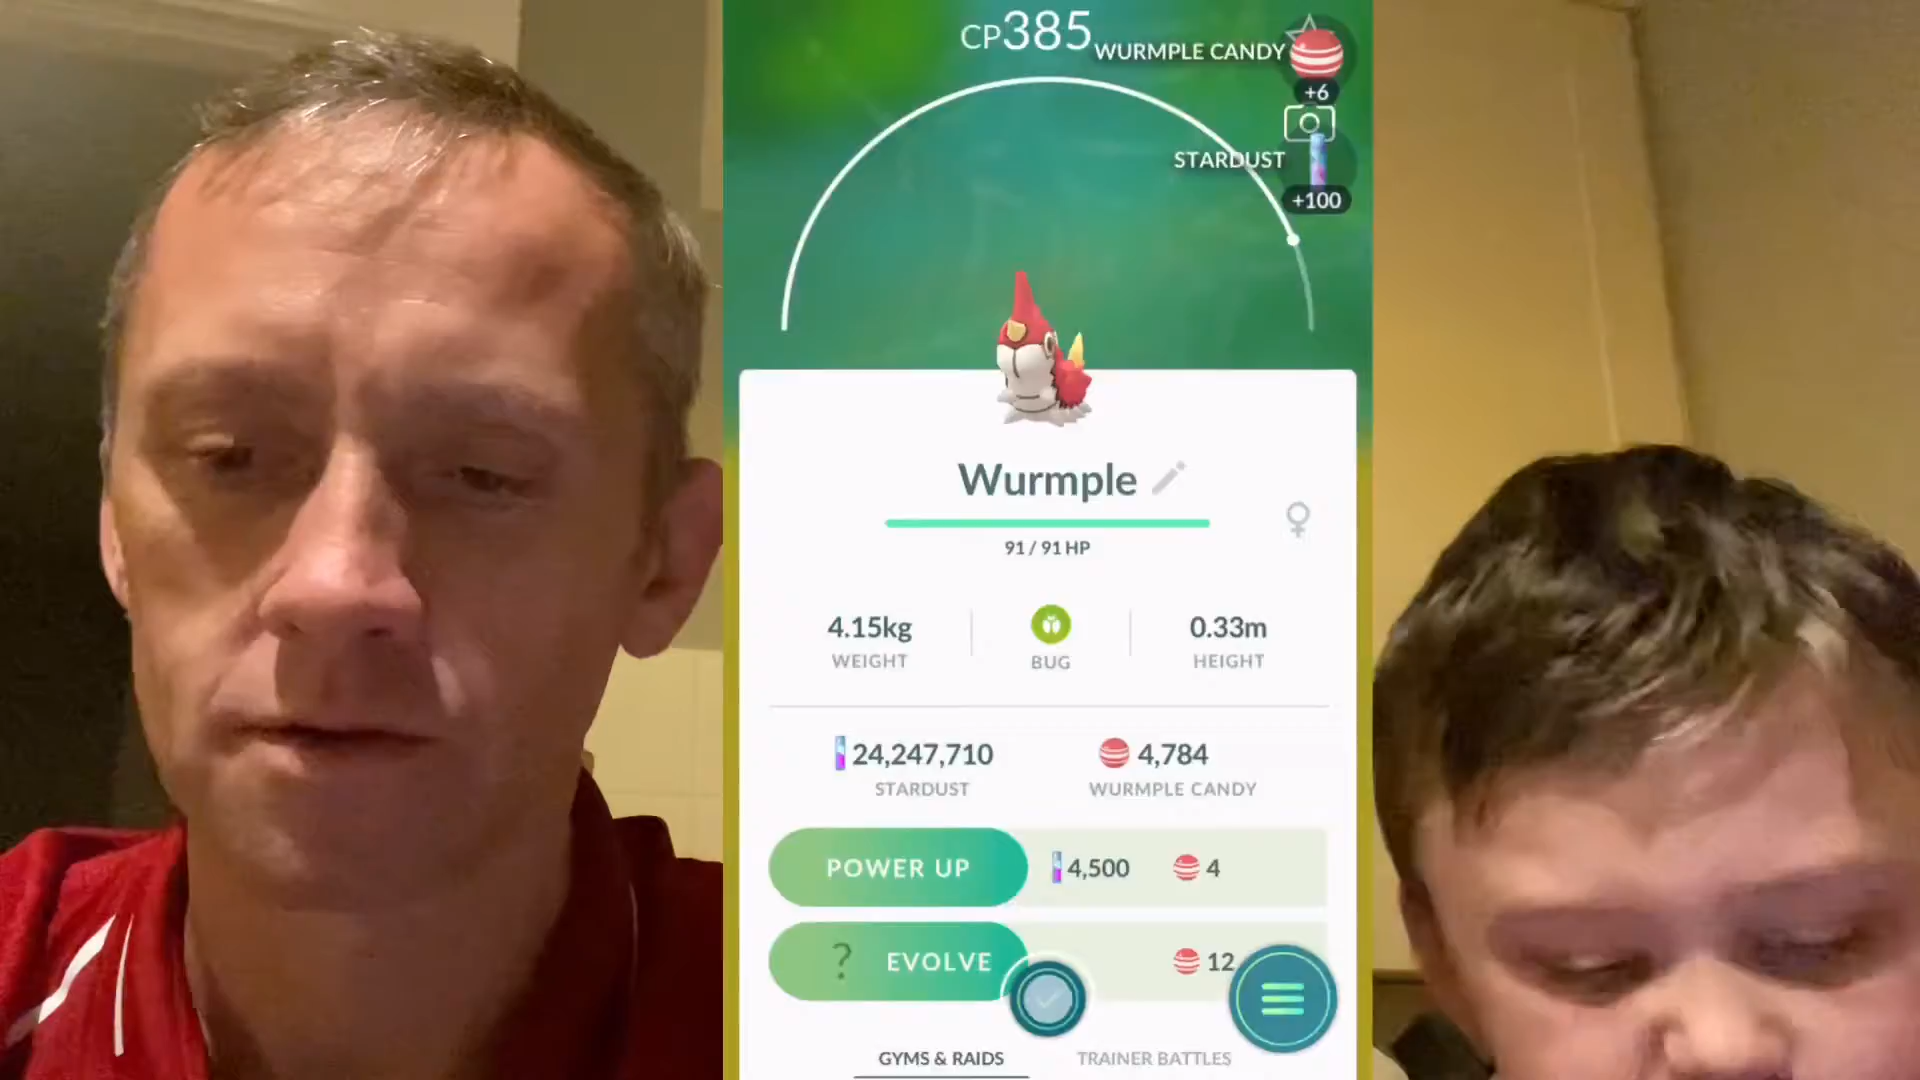 CP385
WURMPLE CANDY
+6
STARDUST
+100
Wurmple
91 / 91 HP
4.15kg
WEIGHT
BUG
0.33m
HEIGHT
24,247,710
STARDUST
4,784
WURMPLE CANDY
POWER UP
4,500
4
? EVOLVE
12
GYMS & RAIDS
TRAINER BATTLES